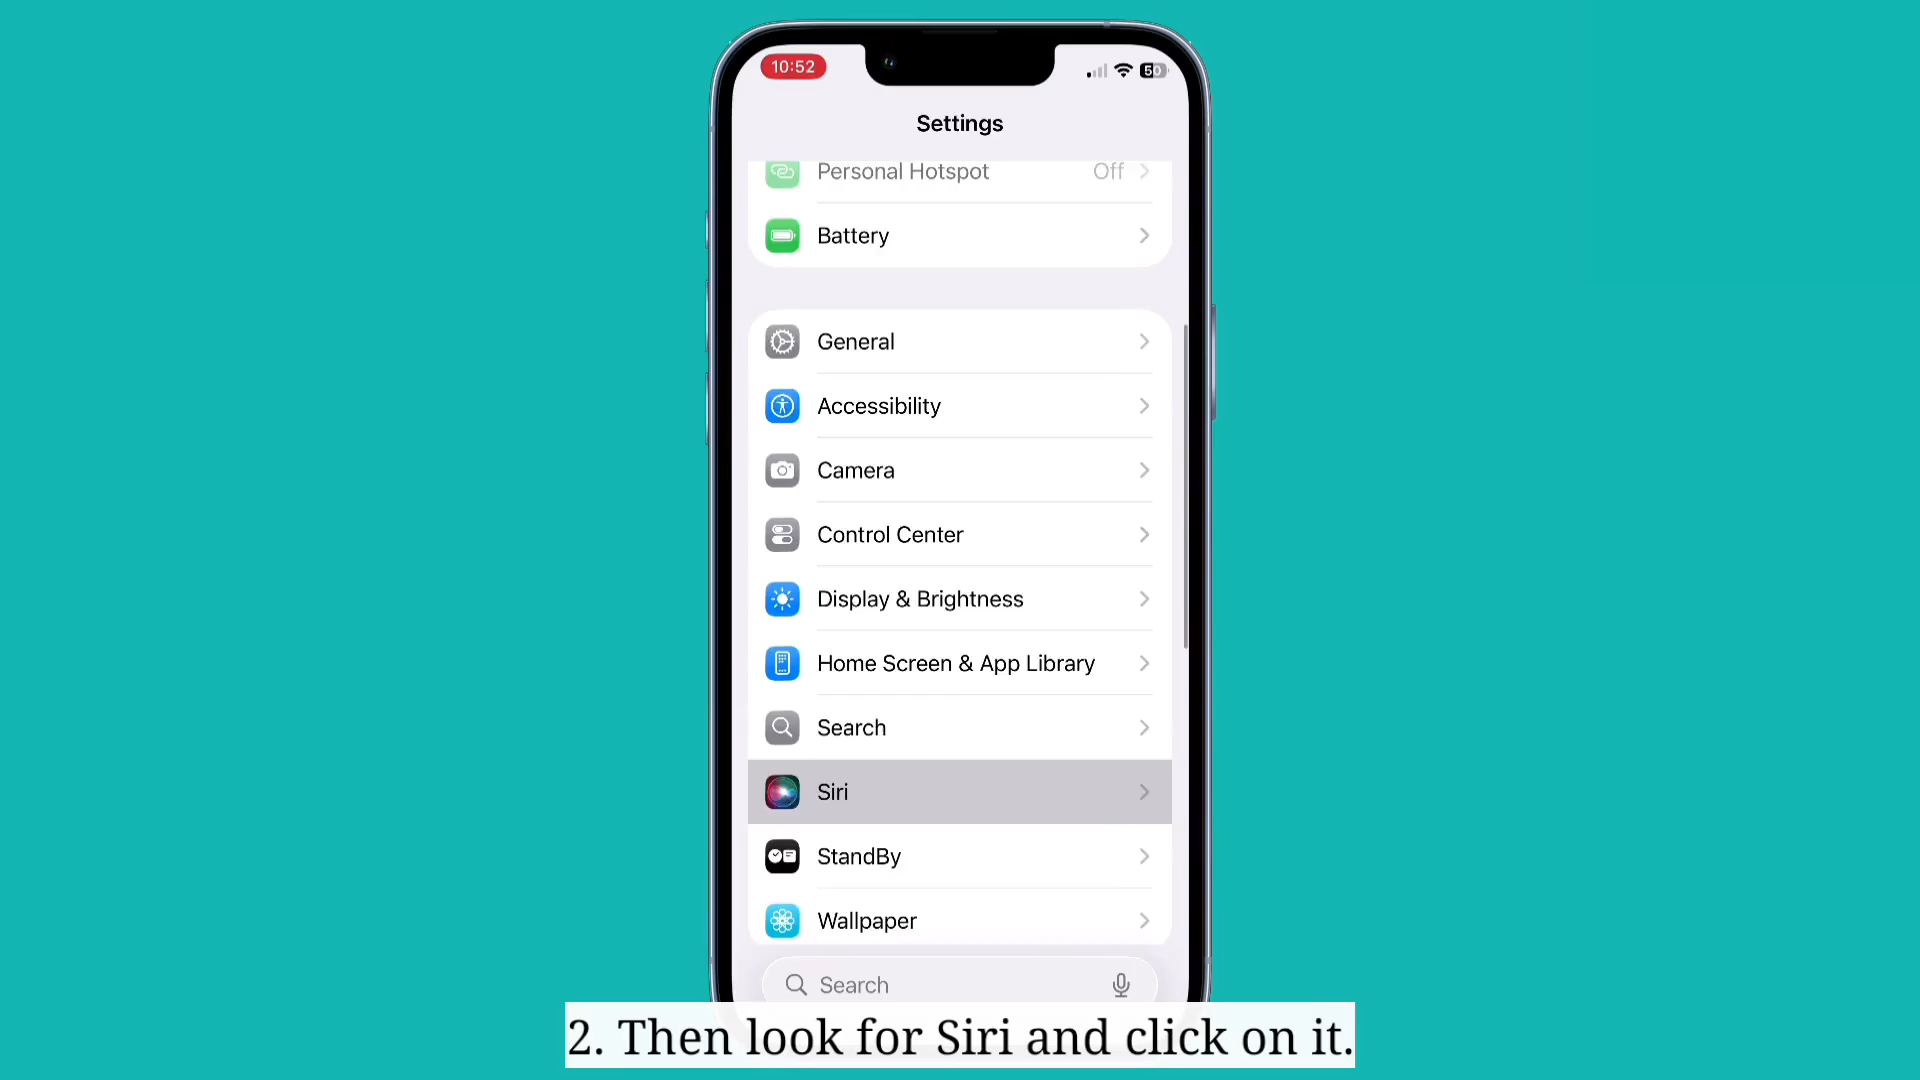 10:52
50
Settings
Personal Hotspot Off
Battery
General
Accessibility
Camera
Control Center
Display & Brightness
Home Screen & App Library
Search
Siri
StandBy
Wallpaper
Search
2. Then look for Siri and click on it.